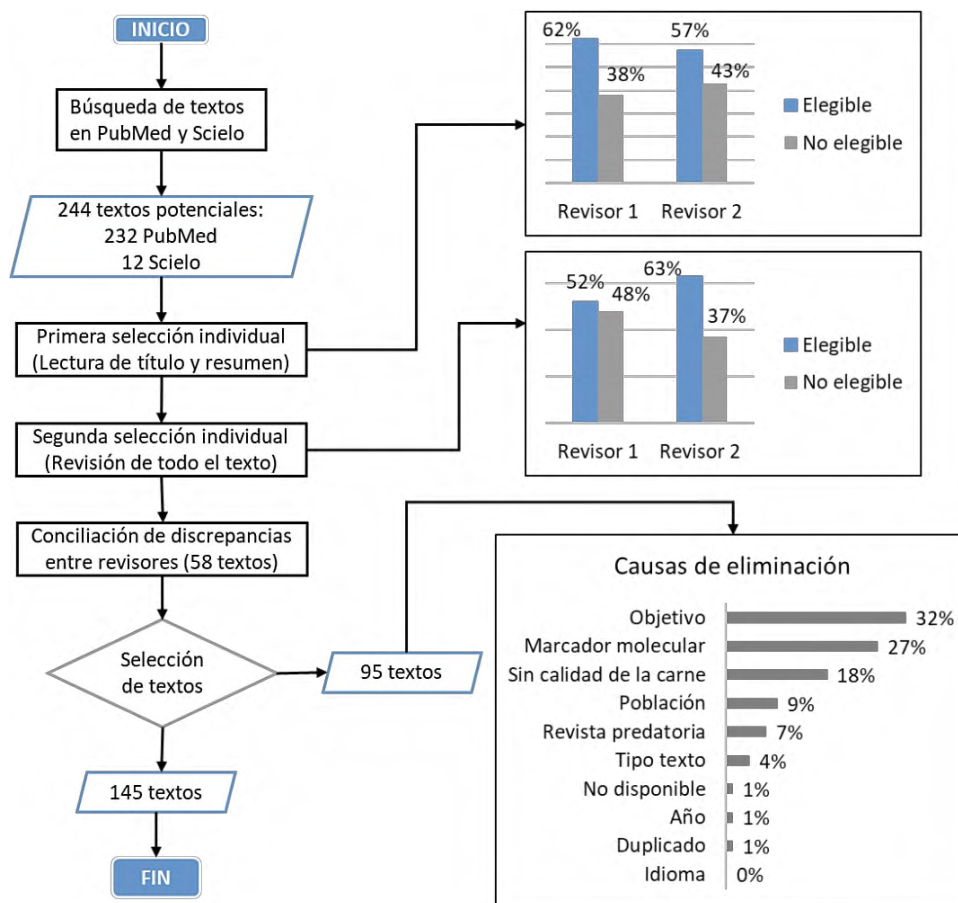 INICIO
Búsqueda de textos
en PubMed y Scielo
244 textos potenciales:
232 PubMed
12 Scielo
Primera selección individual
(Lectura de título y resumen)
Segunda selección individual
(Revisión de todo el texto)
Conciliación de discrepancias
entre revisores (58 textos)
Selección
de textos
95 textos
145 textos
FIN
62%
38%
57%
43%
Elegible
No elegible
Revisor 1
Revisor 2
52%
48%
63%
37%
Elegible
No elegible
Revisor 1
Revisor 2
Causas de eliminación
Objetivo 32%
Marcador molecular 27%
Sin calidad de la carne 18%
Población 9%
Revista predatoria 7%
Tipo texto 4%
No disponible 1%
Año 1%
Duplicado 1%
Idioma 0%